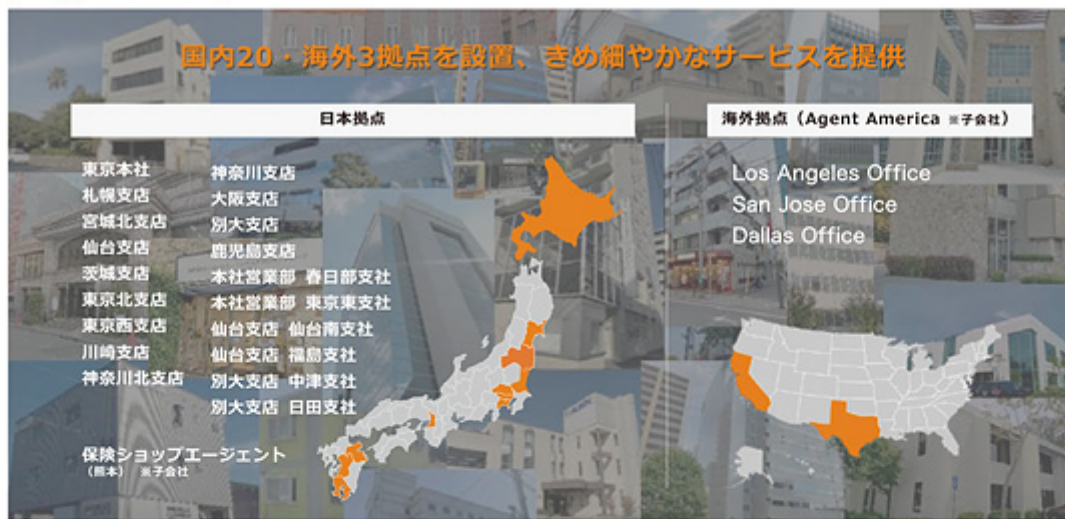 国内20・海外3拠点を設置、きめ細やかなサービスを提供
日本拠点
東京本社
札幌支店
宮城北支店
仙台支店
茨城支店
東京北支店
東京西支店
川崎支店
神奈川北支店
神奈川支店
大阪支店
別大支店
鹿児島支店
本社営業部 春日部支社
本社営業部 東京東支社
仙台支店 仙台南支社
仙台支店 福島支社
別大支店 中津支社
別大支店 日田支社
保険ショップエージェント
（熊本） ※子会社
海外拠点（Agent America ※子会社）
Los Angeles Office
San Jose Office
Dallas Office